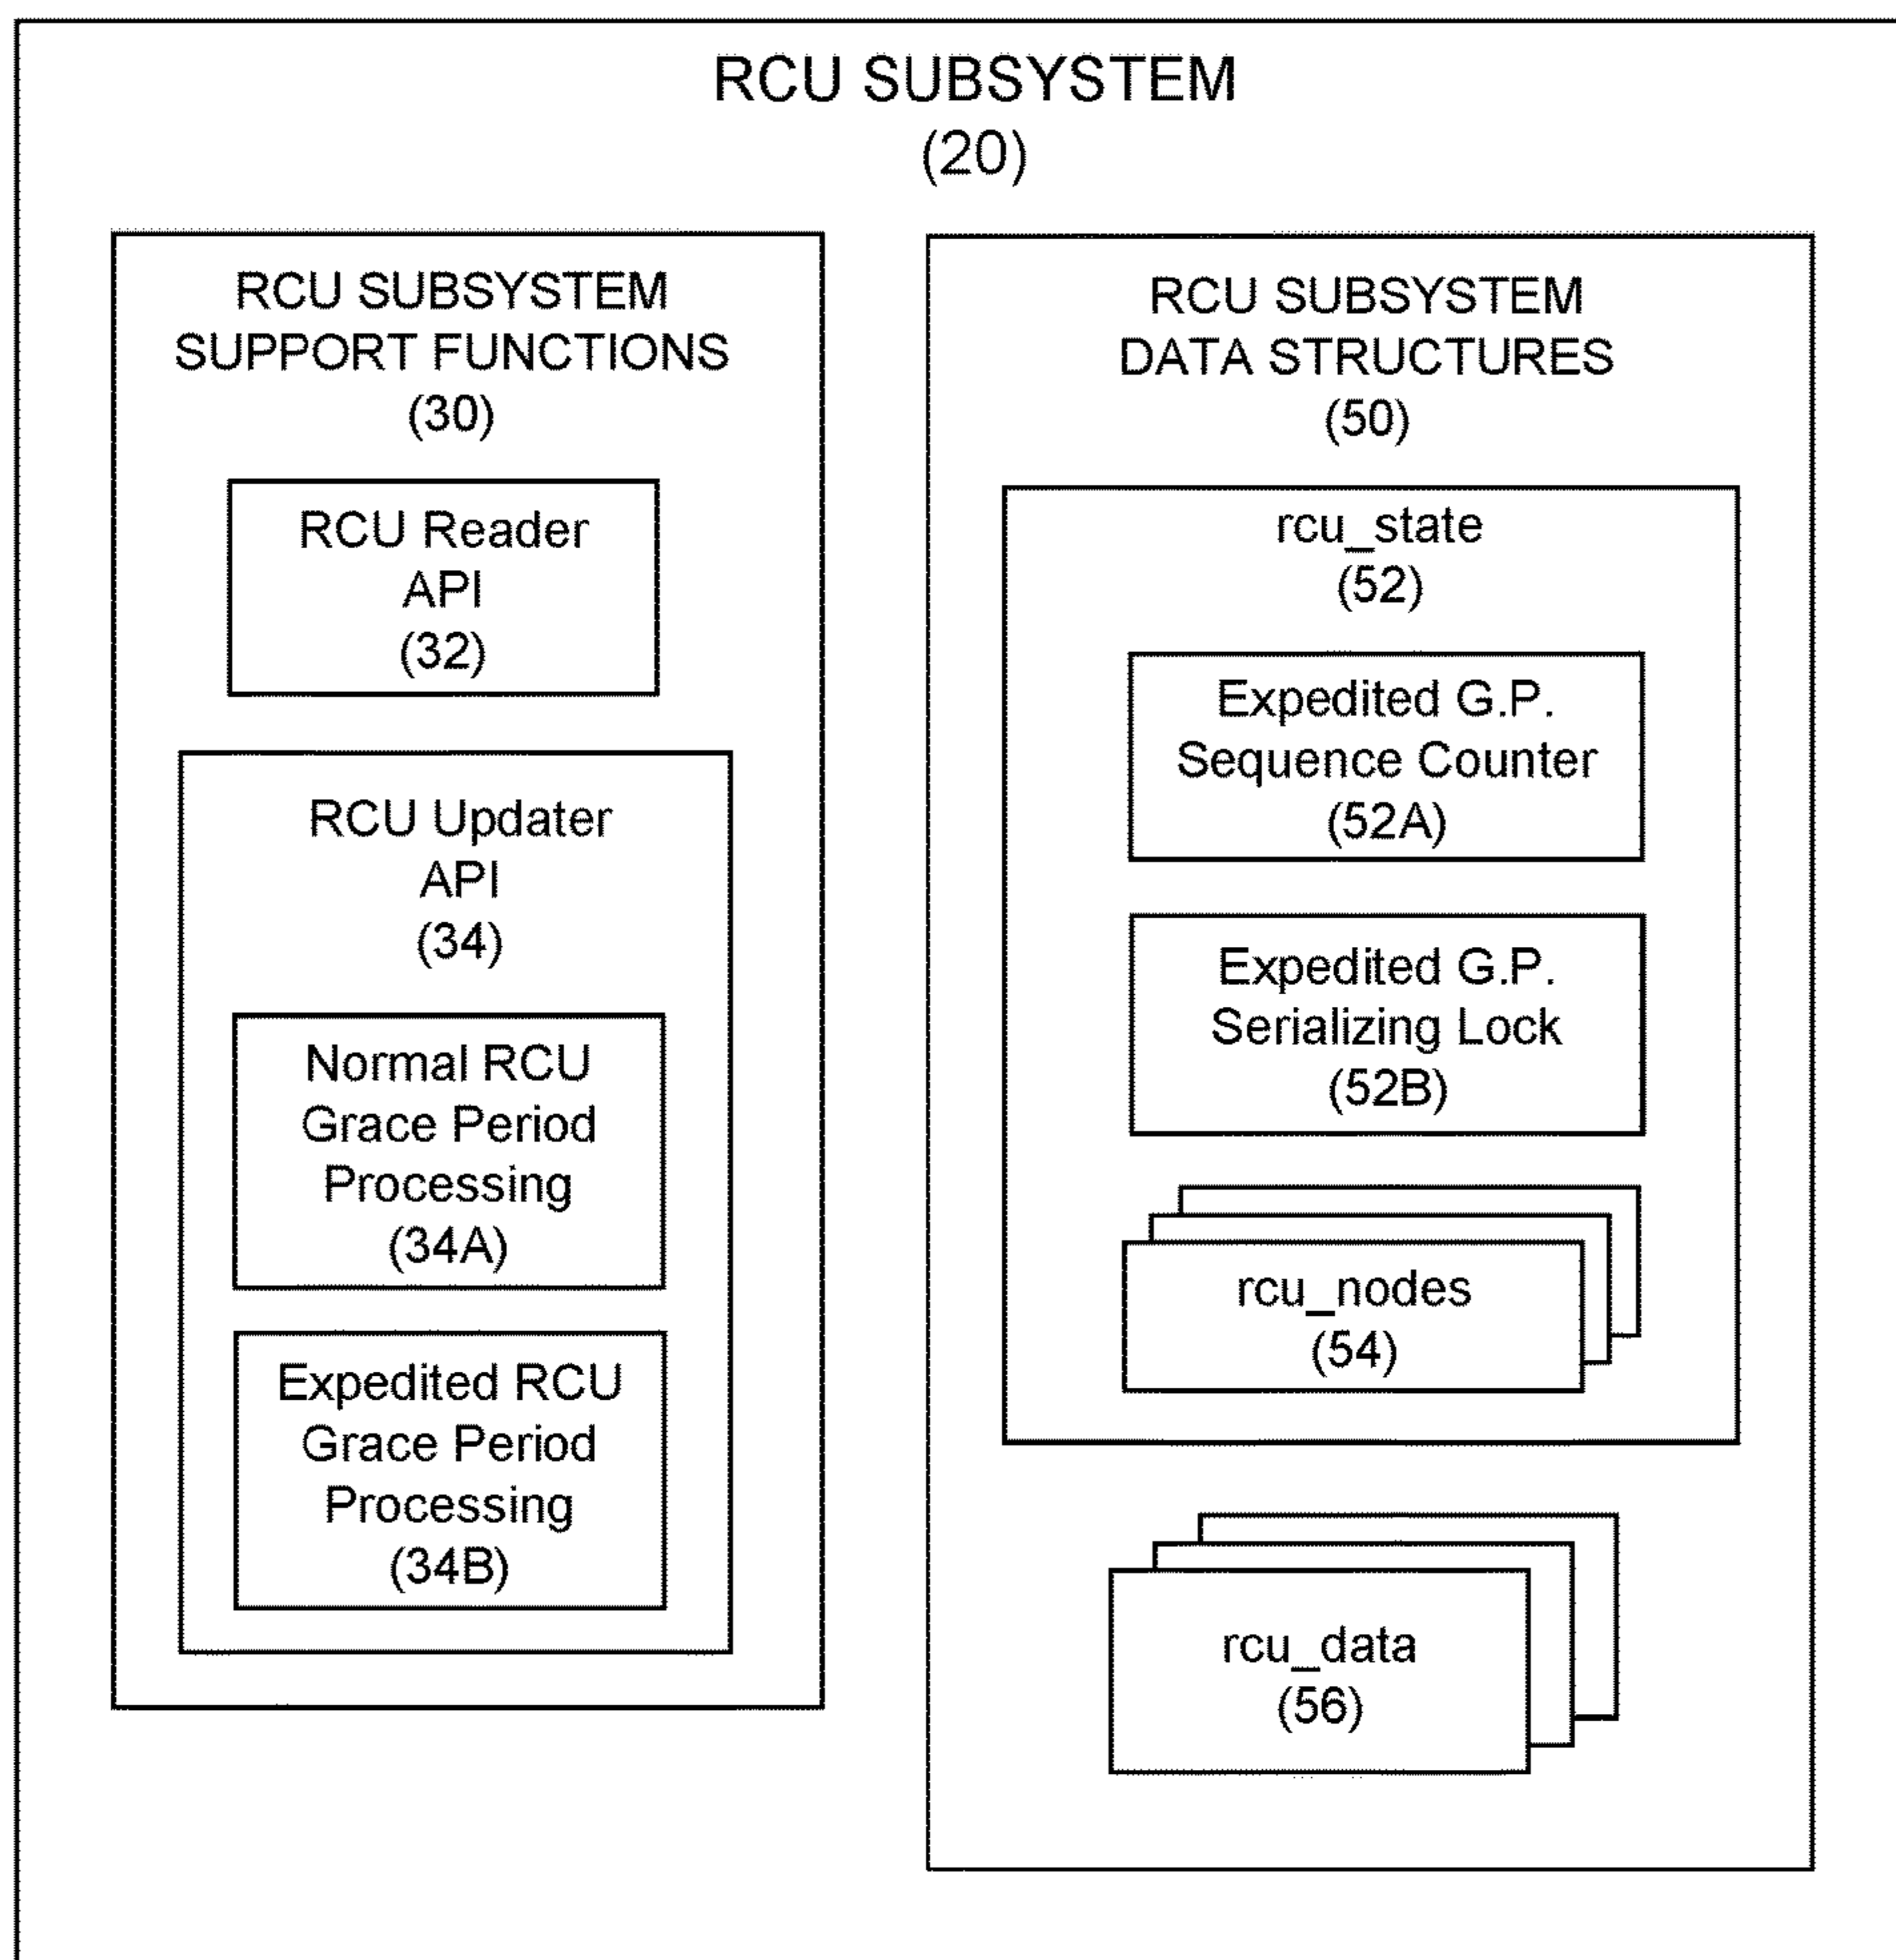 RCU SUBSYSTEM
(20)
RCU SUBSYSTEM
SUPPORT FUNCTIONS
(30)
RCU Reader
API
(32)
RCU Updater
API
(34)
Normal RCU
Grace Period
Processing
(34A)
Expedited RCU
Grace Period
Processing
(34B)
RCU SUBSYSTEM
DATA STRUCTURES
(50)
rcu_state
(52)
Expedited G.P.
Sequence Counter
(52A)
Expedited G.P.
Serializing Lock
(52B)
rcu_nodes
(54)
rcu_data
(56)